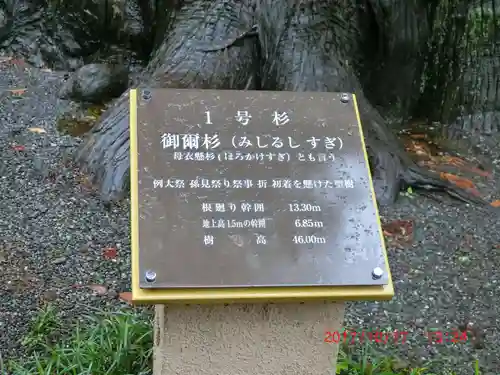 1号杉
御爾杉（みじるし すぎ）
母衣懸杉（ほろかけすぎ）とも言う
例大祭 孫見祭り祭事 折 初着を懸けた聖樹
根廻り幹囲 13.30m
地上高1.5mの幹囲 6.85m
樹 高 46.00m